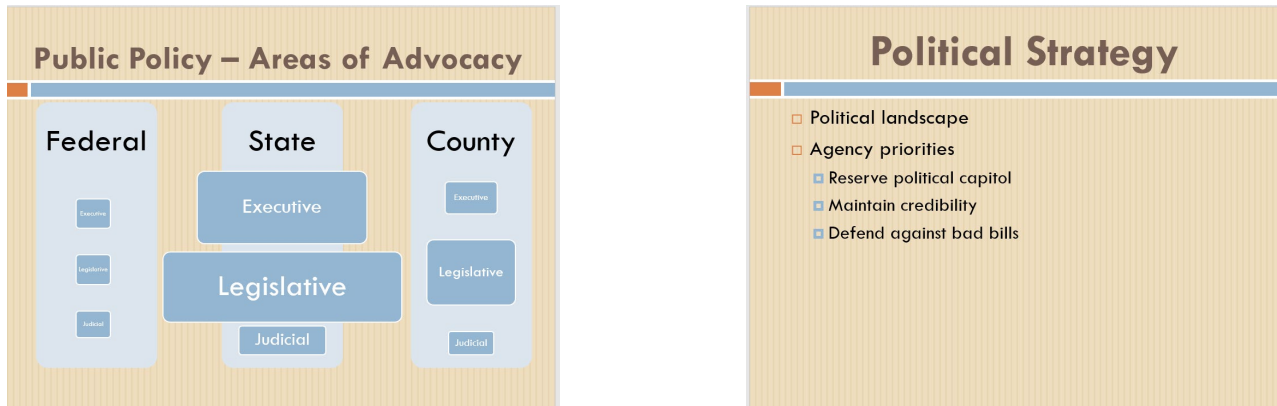 Public Policy – Areas of Advocacy
Federal
Executive
Legislative
Judicial
State
Executive
Legislative
Judicial
County
Executive
Legislative
Judicial
Political Strategy
Political landscape
Agency priorities
Reserve political capitol
Maintain credibility
Defend against bad bills